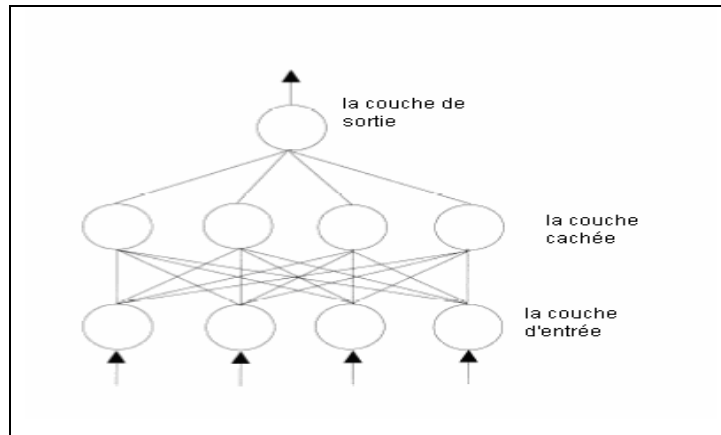 la couche de
sortie
la couche
cachée
la couche
d'entrée